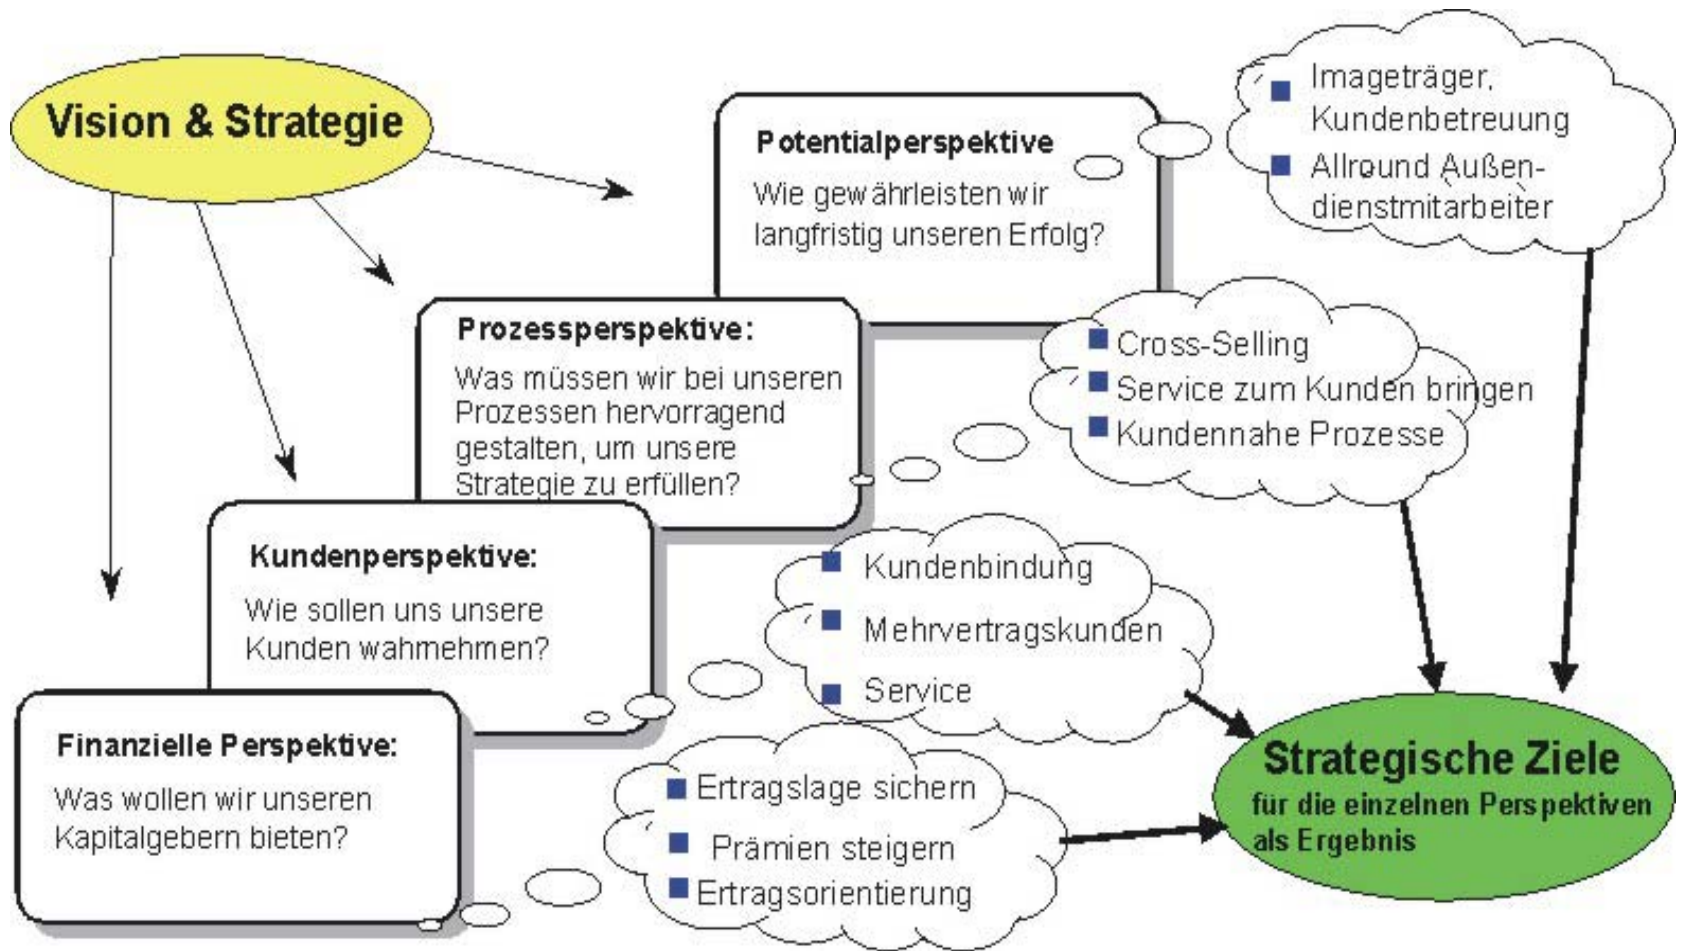 Vision & Strategie
Potentialperspektive
Wie gewährleisten wir
langfristig unseren Erfolg?
Imageträger,
Kundenbetreuung
Allround Außen-
dienstmitarbeiter
Prozessperspektive:
Was müssen wir bei unseren
Prozessen hervorragend
gestalten, um unsere
Strategie zu erfüllen?
Cross-Selling
Service zum Kunden bringen
Kundennahe Prozesse
Kundenperspektive:
Wie sollen uns unsere
Kunden wahrnehmen?
Kundenbindung
Mehrvertragskunden
Service
Finanzielle Perspektive:
Was wollen wir unseren
Kapitalgebern bieten?
Ertragslage sichern
Prämien steigern
Ertragsorientierung
Strategische Ziele
für die einzelnen Perspektiven
als Ergebnis